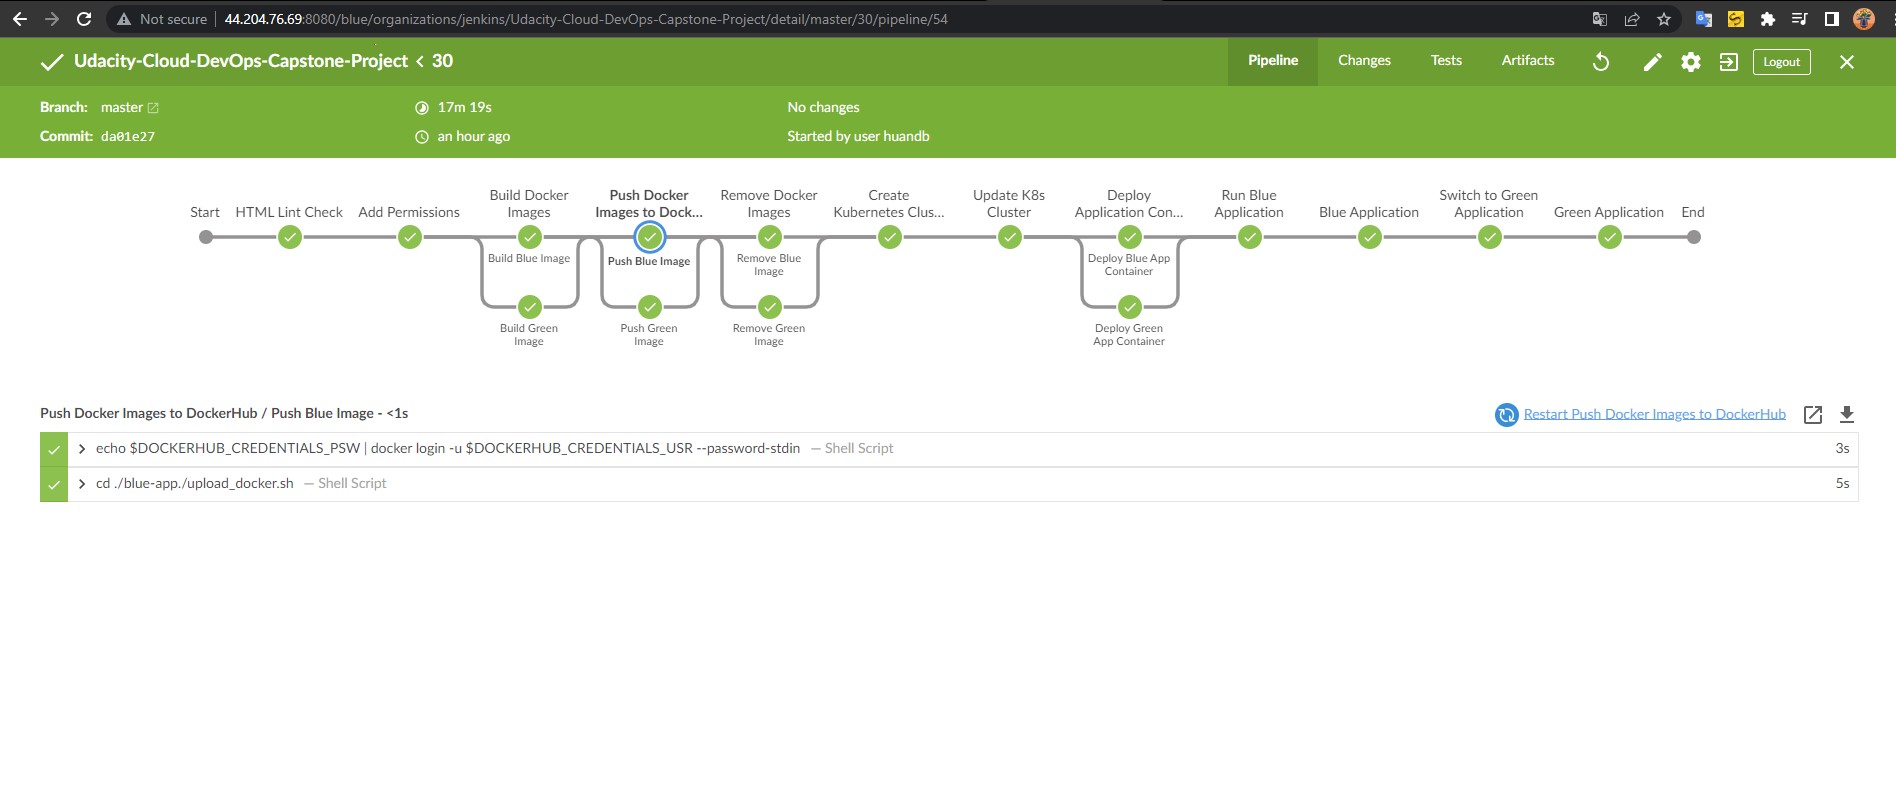 Not secure 44.204.76.69:8080/blue/organizations/jenkins/Udacity-Cloud-DevOps-Capstone-Project/detail/master/30/pipeline/54
Udacity-Cloud-DevOps-Capstone-Project < 30
Pipeline Changes Tests Artifacts Logout
Branch: master 17m 19s No changes
Commit: da01e27 an hour ago Started by user huandb
Build Docker Push Docker Remove Docker Create Update K8s Deploy Run Blue Switch to Green
Start HTML Lint Check Add Permissions Images Images to Dock... Images Kubernetes Clus... Cluster Application Con... Application Blue Application Application Green Application End
Build Blue Image Push Blue Image Remove Blue Deploy Blue App
Image Container
Build Green Push Green Remove Green Deploy Green
Image Image Image App Container
Push Docker Images to DockerHub / Push Blue Image - <1s Restart Push Docker Images to DockerHub
echo $DOCKERHUB_CREDENTIALS_PSW | docker login -u $DOCKERHUB_CREDENTIALS_USR --password-stdin — Shell Script 3s
cd ./blue-app./upload_docker.sh — Shell Script 5s